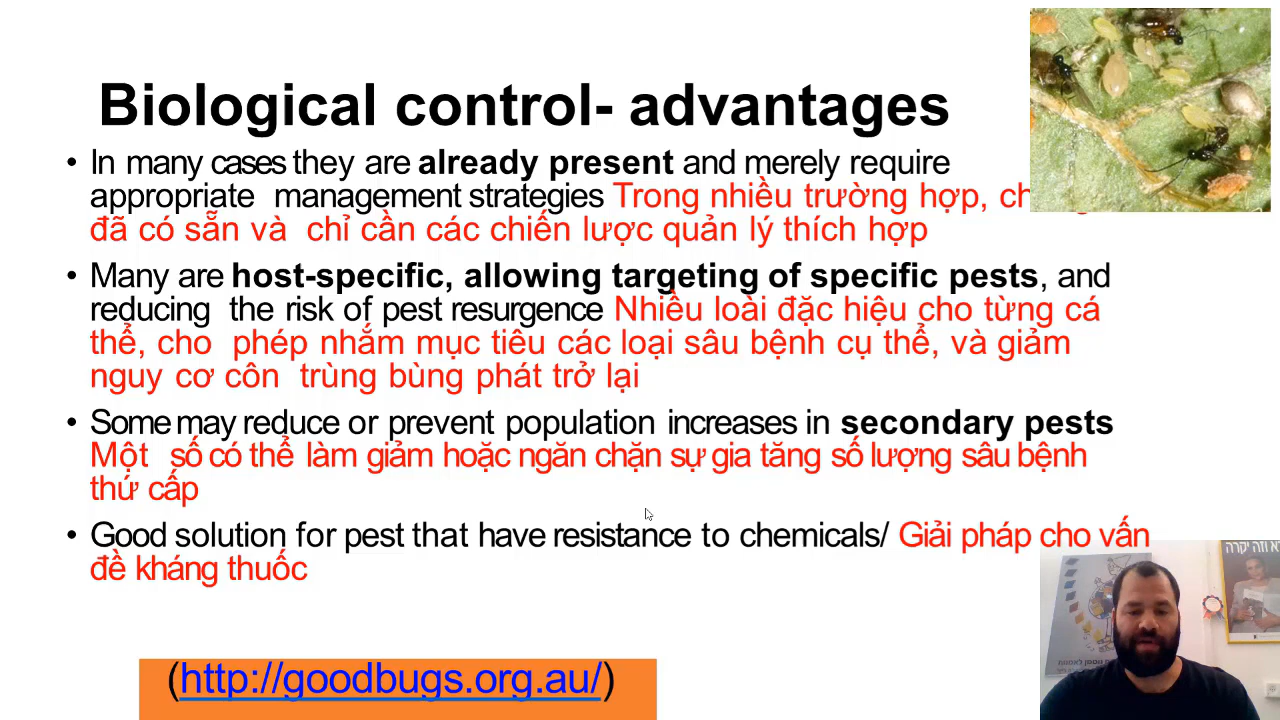 Biological control- advantages
• In many cases they are already present and merely require
appropriate management strategies Trong nhiều trường hợp,
đã có sẵn và chỉ cần các chiến lược quản lý thích hợp
• Many are host-specific, allowing targeting of specific pests, and
reducing the risk of pest resurgence Nhiều loài đặc hiệu cho từng cá
thể, cho phép nhắm mục tiêu các loại sâu bệnh cụ thể, và giảm
nguy cơ côn trùng bùng phát trở lại
• Some may reduce or prevent population increases in secondary pests
Một số có thể làm giảm hoặc ngăn chặn sự gia tăng số lượng sâu bệnh
thứ cấp
• Good solution for pest that have resistance to chemicals/ Giải pháp cho vấn
đề kháng thuốc
(http://goodbugs.org.au/)